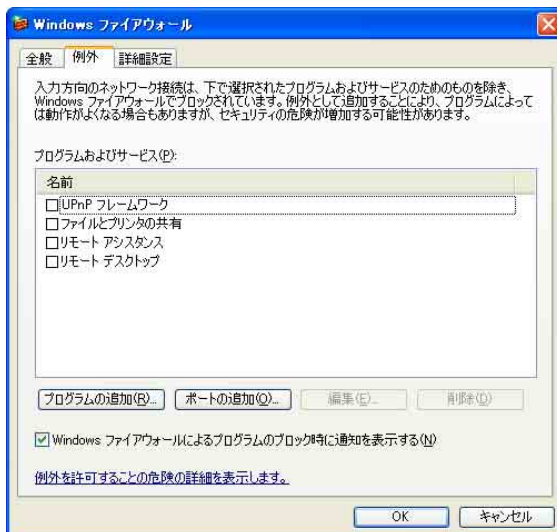 Windows ファイアウォール
全般 例外 詳細設定
入力方向のネットワーク接続は、下で選択されたプログラムおよびサービスのためのものを除き、
Windows ファイアウォールでブロックされています。例外として追加することにより、プログラムによって
は動作がよくなる場合もありますが、セキュリティの危険が増加する可能性があります。
プログラムおよびサービス(P):
名前
UPnP フレームワーク
ファイルとプリンタの共有
リモート アシスタンス
リモート デスクトップ
プログラムの追加(R)... ポートの追加(O)... 編集(E)... 削除(D)
Windows ファイアウォールによるプログラムのブロック時に通知を表示する(N)
例外を許可することの危険の詳細を表示します。
OK キャンセル